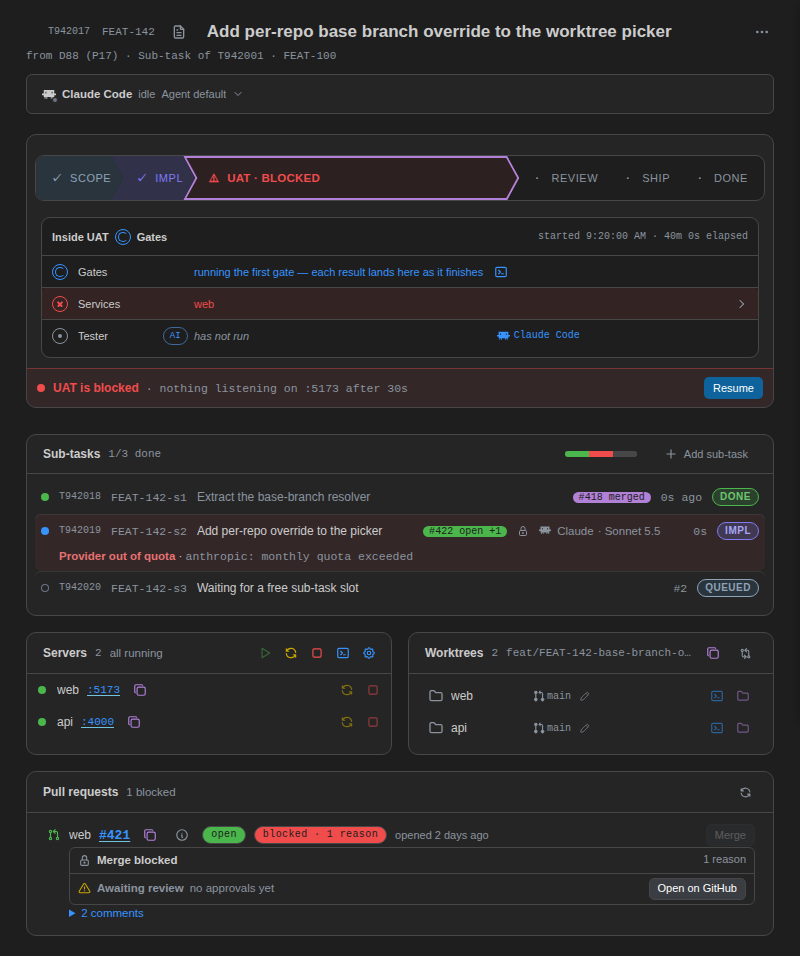 T942017 FEAT-142 Add per-repo base branch override to the worktree picker
from D88 (P17) · Sub-task of T942001 · FEAT-100
Claude Code idle Agent default
SCOPE IMPL UAT · BLOCKED · REVIEW · SHIP · DONE
Inside UAT Gates started 9:20:00 AM · 40m 0s elapsed
Gates running the first gate — each result lands here as it finishes
Services web
Tester AI has not run Claude Code
UAT is blocked · nothing listening on :5173 after 30s Resume
Sub-tasks 1/3 done Add sub-task
T942018 FEAT-142-s1 Extract the base-branch resolver #418 merged 0s ago DONE
T942019 FEAT-142-s2 Add per-repo override to the picker #422 open +1 Claude · Sonnet 5.5 0s IMPL
Provider out of quota · anthropic: monthly quota exceeded
T942020 FEAT-142-s3 Waiting for a free sub-task slot #2 QUEUED
Servers 2 all running
web :5173
api :4000
Worktrees 2 feat/FEAT-142-base-branch-o…
web main
api main
Pull requests 1 blocked
web #421 open blocked · 1 reason opened 2 days ago Merge
Merge blocked 1 reason
Awaiting review no approvals yet Open on GitHub
2 comments